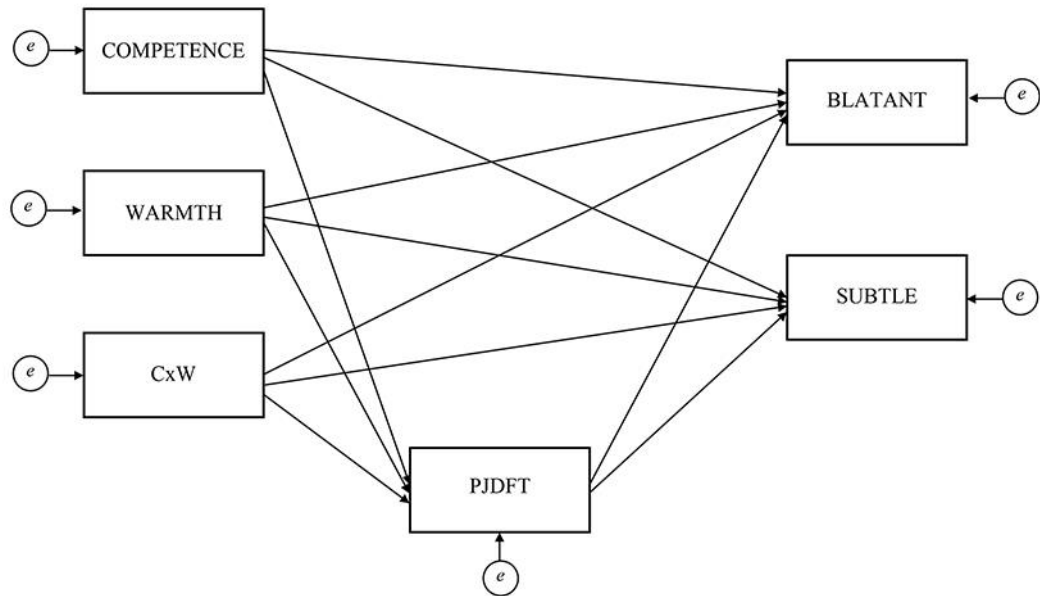 e
COMPETENCE
BLATANT
e
e
WARMTH
SUBTLE
e
e
CxW
PJDFT
e